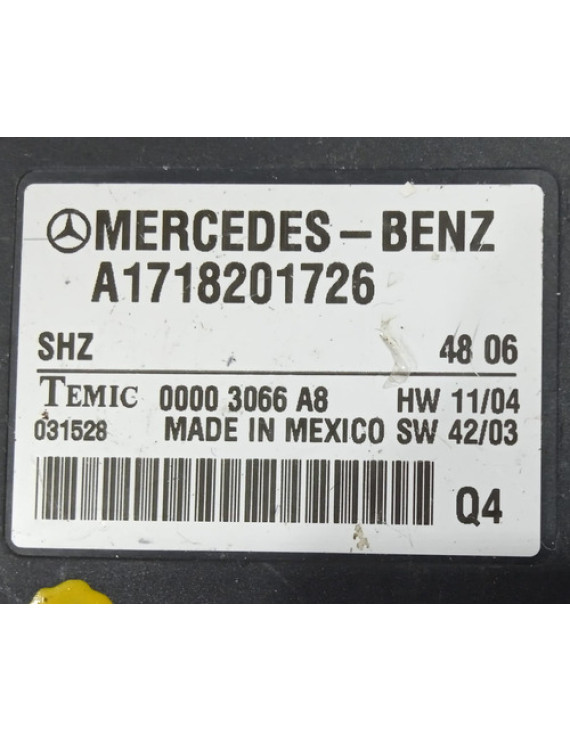 MERCEDES-BENZ
A1718201726
SHZ 48 06
TEMIC 0000 3066 A8 HW 11/04
031528 MADE IN MEXICO SW 42/03
Q4